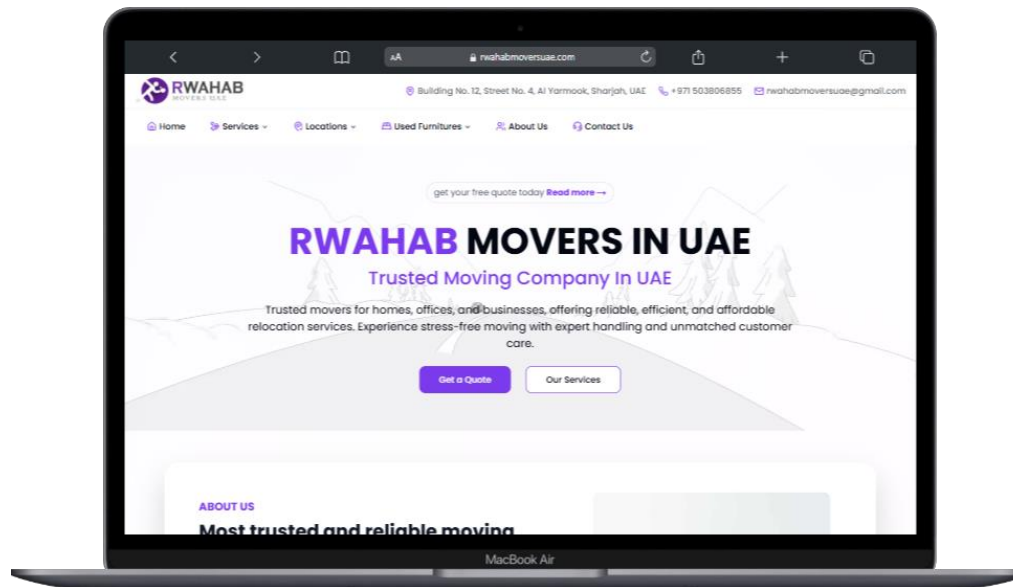 AA
rwahabmoversuae.com
RWAHAB
MOVERS UAE
Building No. 12, Street No. 4, Al Yarmook, Sharjah, UAE
+971 503806855
rwahabmoversuae@gmail.com
Home
Services
Locations
Used Furnitures
About Us
Contact Us
get your free quote today Read more →
RWAHAB MOVERS IN UAE
Trusted Moving Company In UAE
Trusted movers for homes, offices, and businesses, offering reliable, efficient, and affordable
relocation services. Experience stress-free moving with expert handling and unmatched customer
care.
Get a Quote
Our Services
ABOUT US
Most trusted and reliable moving
MacBook Air